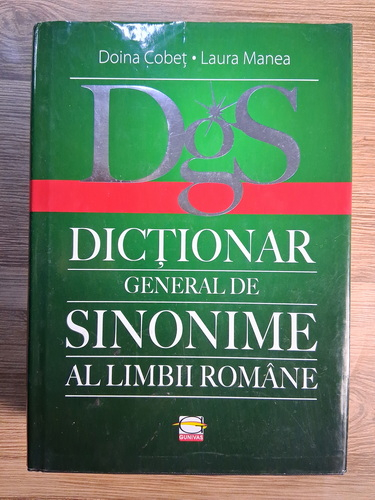 Doina Cobeț • Laura Manea
DgS
DICȚIONAR
GENERAL DE
SINONIME
AL LIMBII ROMÂNE
G
GUNIVAS